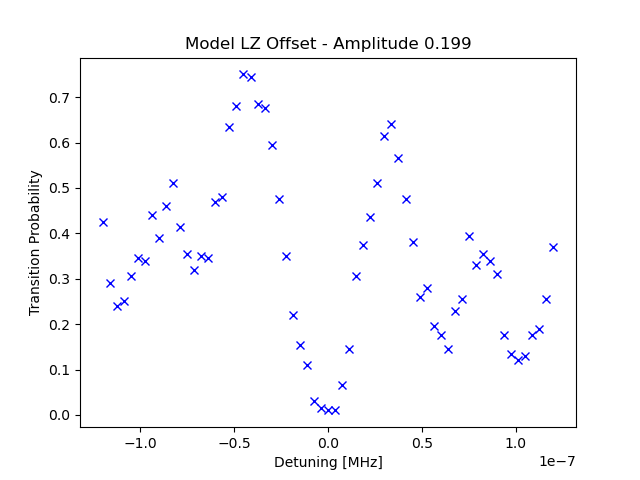 Model LZ Offset - Amplitude 0.199
Transition Probability
0.7
0.6
0.5
0.4
0.3
0.2
0.1
0.0
−1.0 −0.5 0.0 0.5 1.0
1e−7
Detuning [MHz]